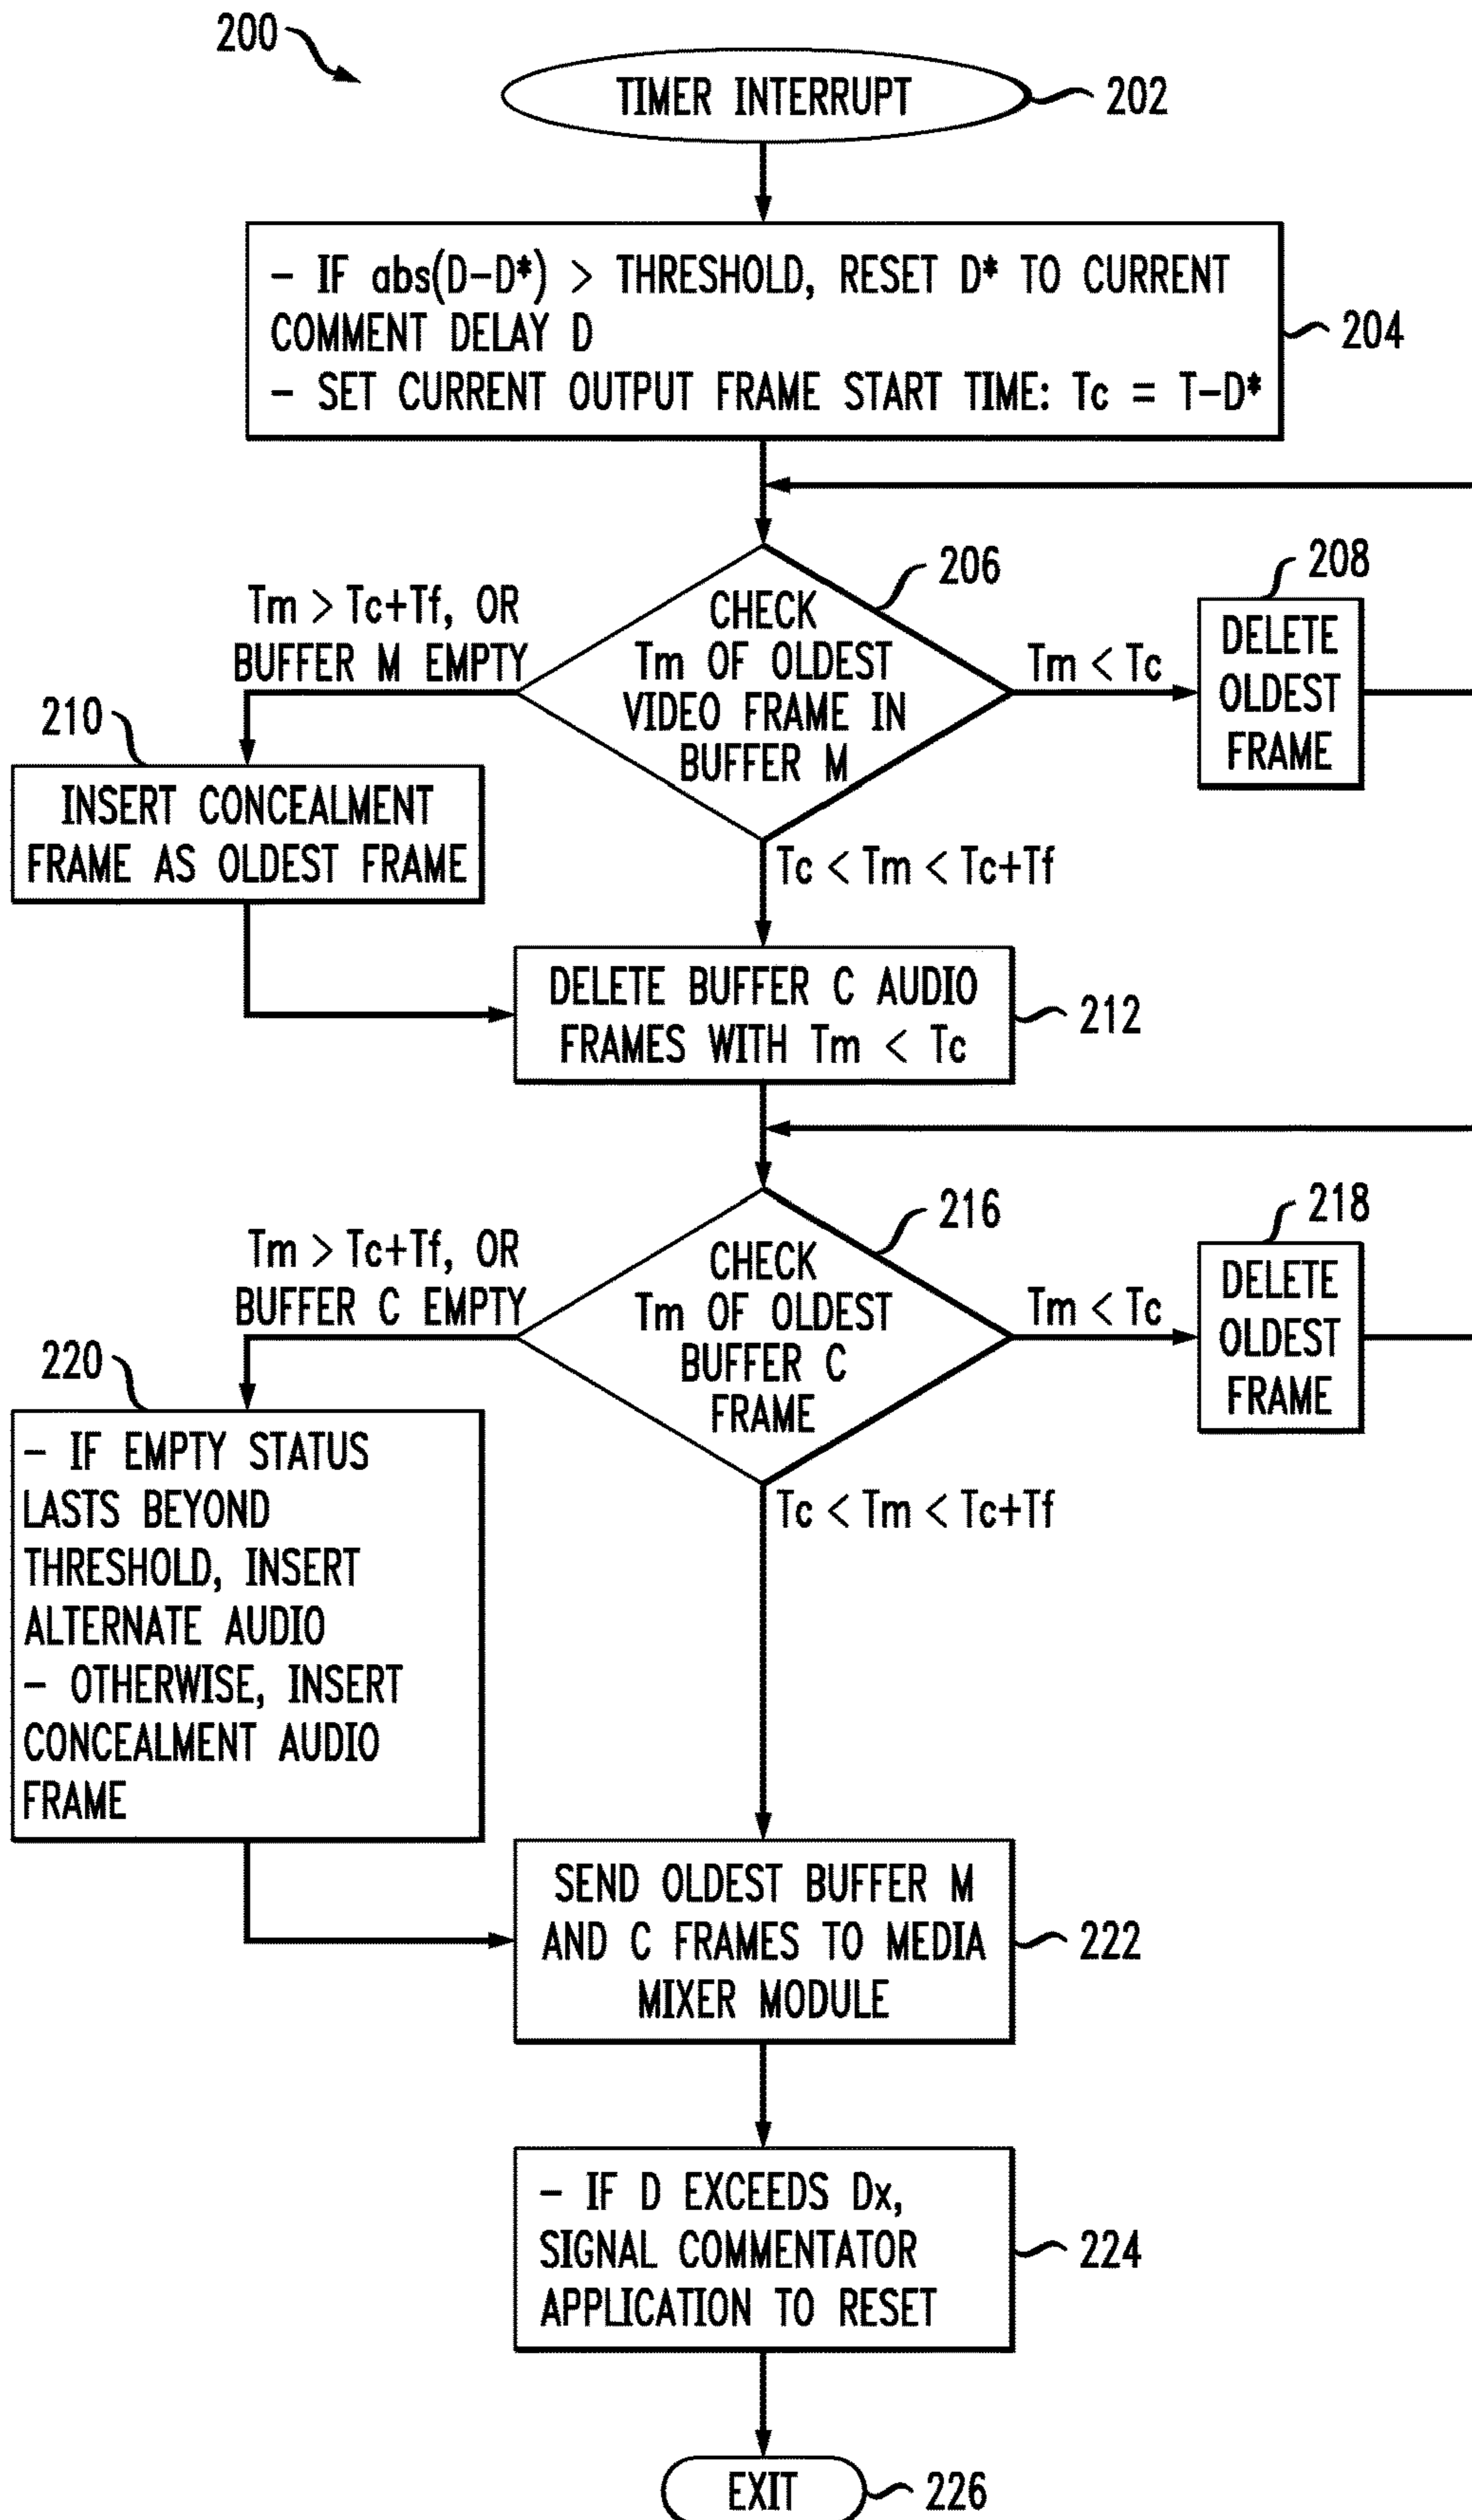 200
TIMER INTERRUPT
202
- IF abs(D-D*) > THRESHOLD, RESET D* TO CURRENT
COMMENT DELAY D
- SET CURRENT OUTPUT FRAME START TIME: Tc = T-D*
204
206
CHECK
Tm OF OLDEST
VIDEO FRAME IN
BUFFER M
Tm > Tc+Tf, OR
BUFFER M EMPTY
Tm < Tc
208
DELETE
OLDEST
FRAME
210
INSERT CONCEALMENT
FRAME AS OLDEST FRAME
Tc < Tm < Tc+Tf
DELETE BUFFER C AUDIO
FRAMES WITH Tm < Tc
212
216
CHECK
Tm OF OLDEST
BUFFER C
FRAME
Tm > Tc+Tf, OR
BUFFER C EMPTY
Tm < Tc
218
DELETE
OLDEST
FRAME
220
- IF EMPTY STATUS
LASTS BEYOND
THRESHOLD, INSERT
ALTERNATE AUDIO
- OTHERWISE, INSERT
CONCEALMENT AUDIO
FRAME
Tc < Tm < Tc+Tf
SEND OLDEST BUFFER M
AND C FRAMES TO MEDIA
MIXER MODULE
222
- IF D EXCEEDS Dx,
SIGNAL COMMENTATOR
APPLICATION TO RESET
224
EXIT
226